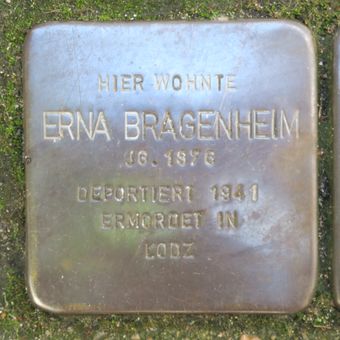 HIER WOHNTE
ERNA BRAGENHEIM
JG. 1876
DEPORTIERT 1941
ERMORDET IN
LODZ